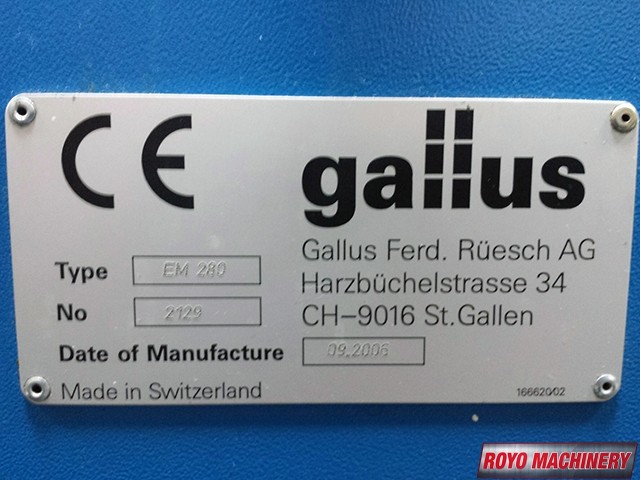 CE
gallus
Gallus Ferd. Rüesch AG
Harzbüchelstrasse 34
CH–9016 St.Gallen
Type EM 280
No 2129
Date of Manufacture 09.2006
Made in Switzerland
16662002
ROYO MACHINERY